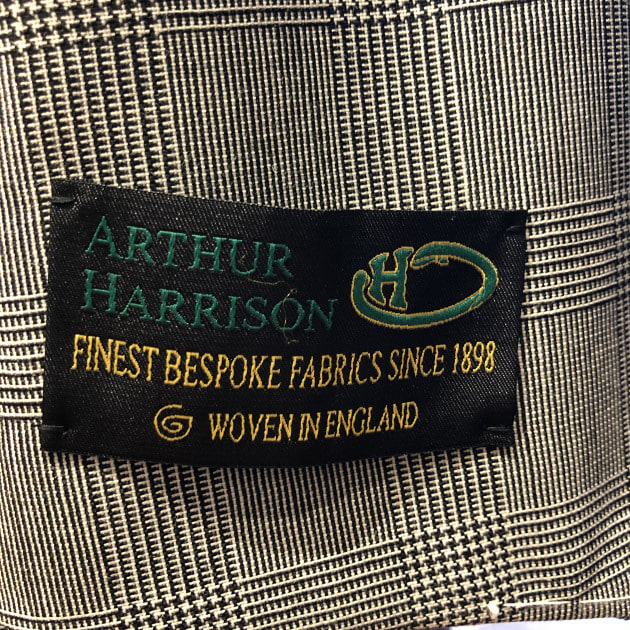 ARTHUR
HARRISON
H
FINEST BESPOKE FABRICS SINCE 1898
WOVEN IN ENGLAND